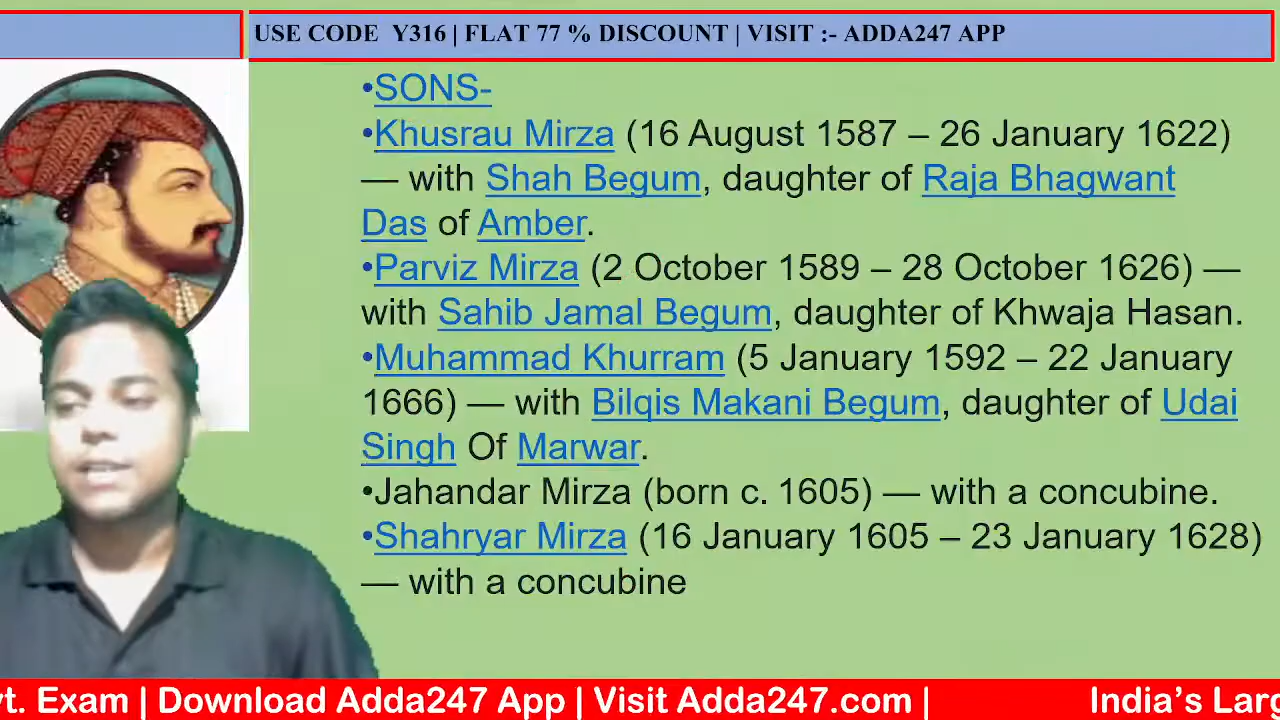 USE CODE Y316 | FLAT 77 % DISCOUNT | VISIT :- ADDA247 APP
•SONS-
•Khusrau Mirza (16 August 1587 – 26 January 1622)
— with Shah Begum, daughter of Raja Bhagwant
Das of Amber.
•Parviz Mirza (2 October 1589 – 28 October 1626) —
with Sahib Jamal Begum, daughter of Khwaja Hasan.
•Muhammad Khurram (5 January 1592 – 22 January
1666) — with Bilqis Makani Begum, daughter of Udai
Singh Of Marwar.
•Jahandar Mirza (born c. 1605) — with a concubine.
•Shahryar Mirza (16 January 1605 – 23 January 1628)
— with a concubine
Exam | Download Adda247 App | Visit Adda247.com | India's